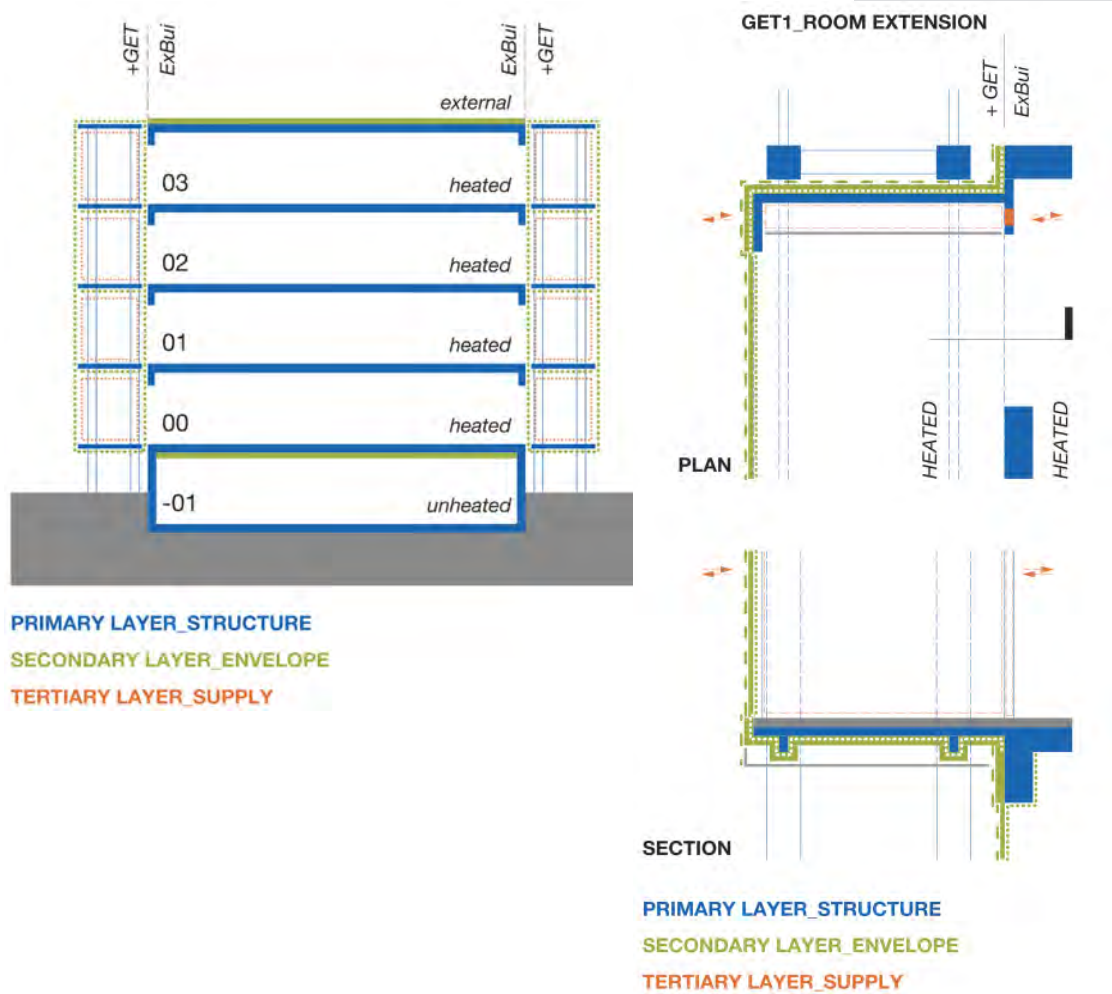 +GET
ExBui
ExBui
+GET
external
03
heated
02
heated
01
heated
00
heated
-01
unheated
PRIMARY LAYER_STRUCTURE
SECONDARY LAYER_ENVELOPE
TERTIARY LAYER_SUPPLY
GET1_ROOM EXTENSION
+ GET
ExBui
HEATED
HEATED
PLAN
SECTION
PRIMARY LAYER_STRUCTURE
SECONDARY LAYER_ENVELOPE
TERTIARY LAYER_SUPPLY